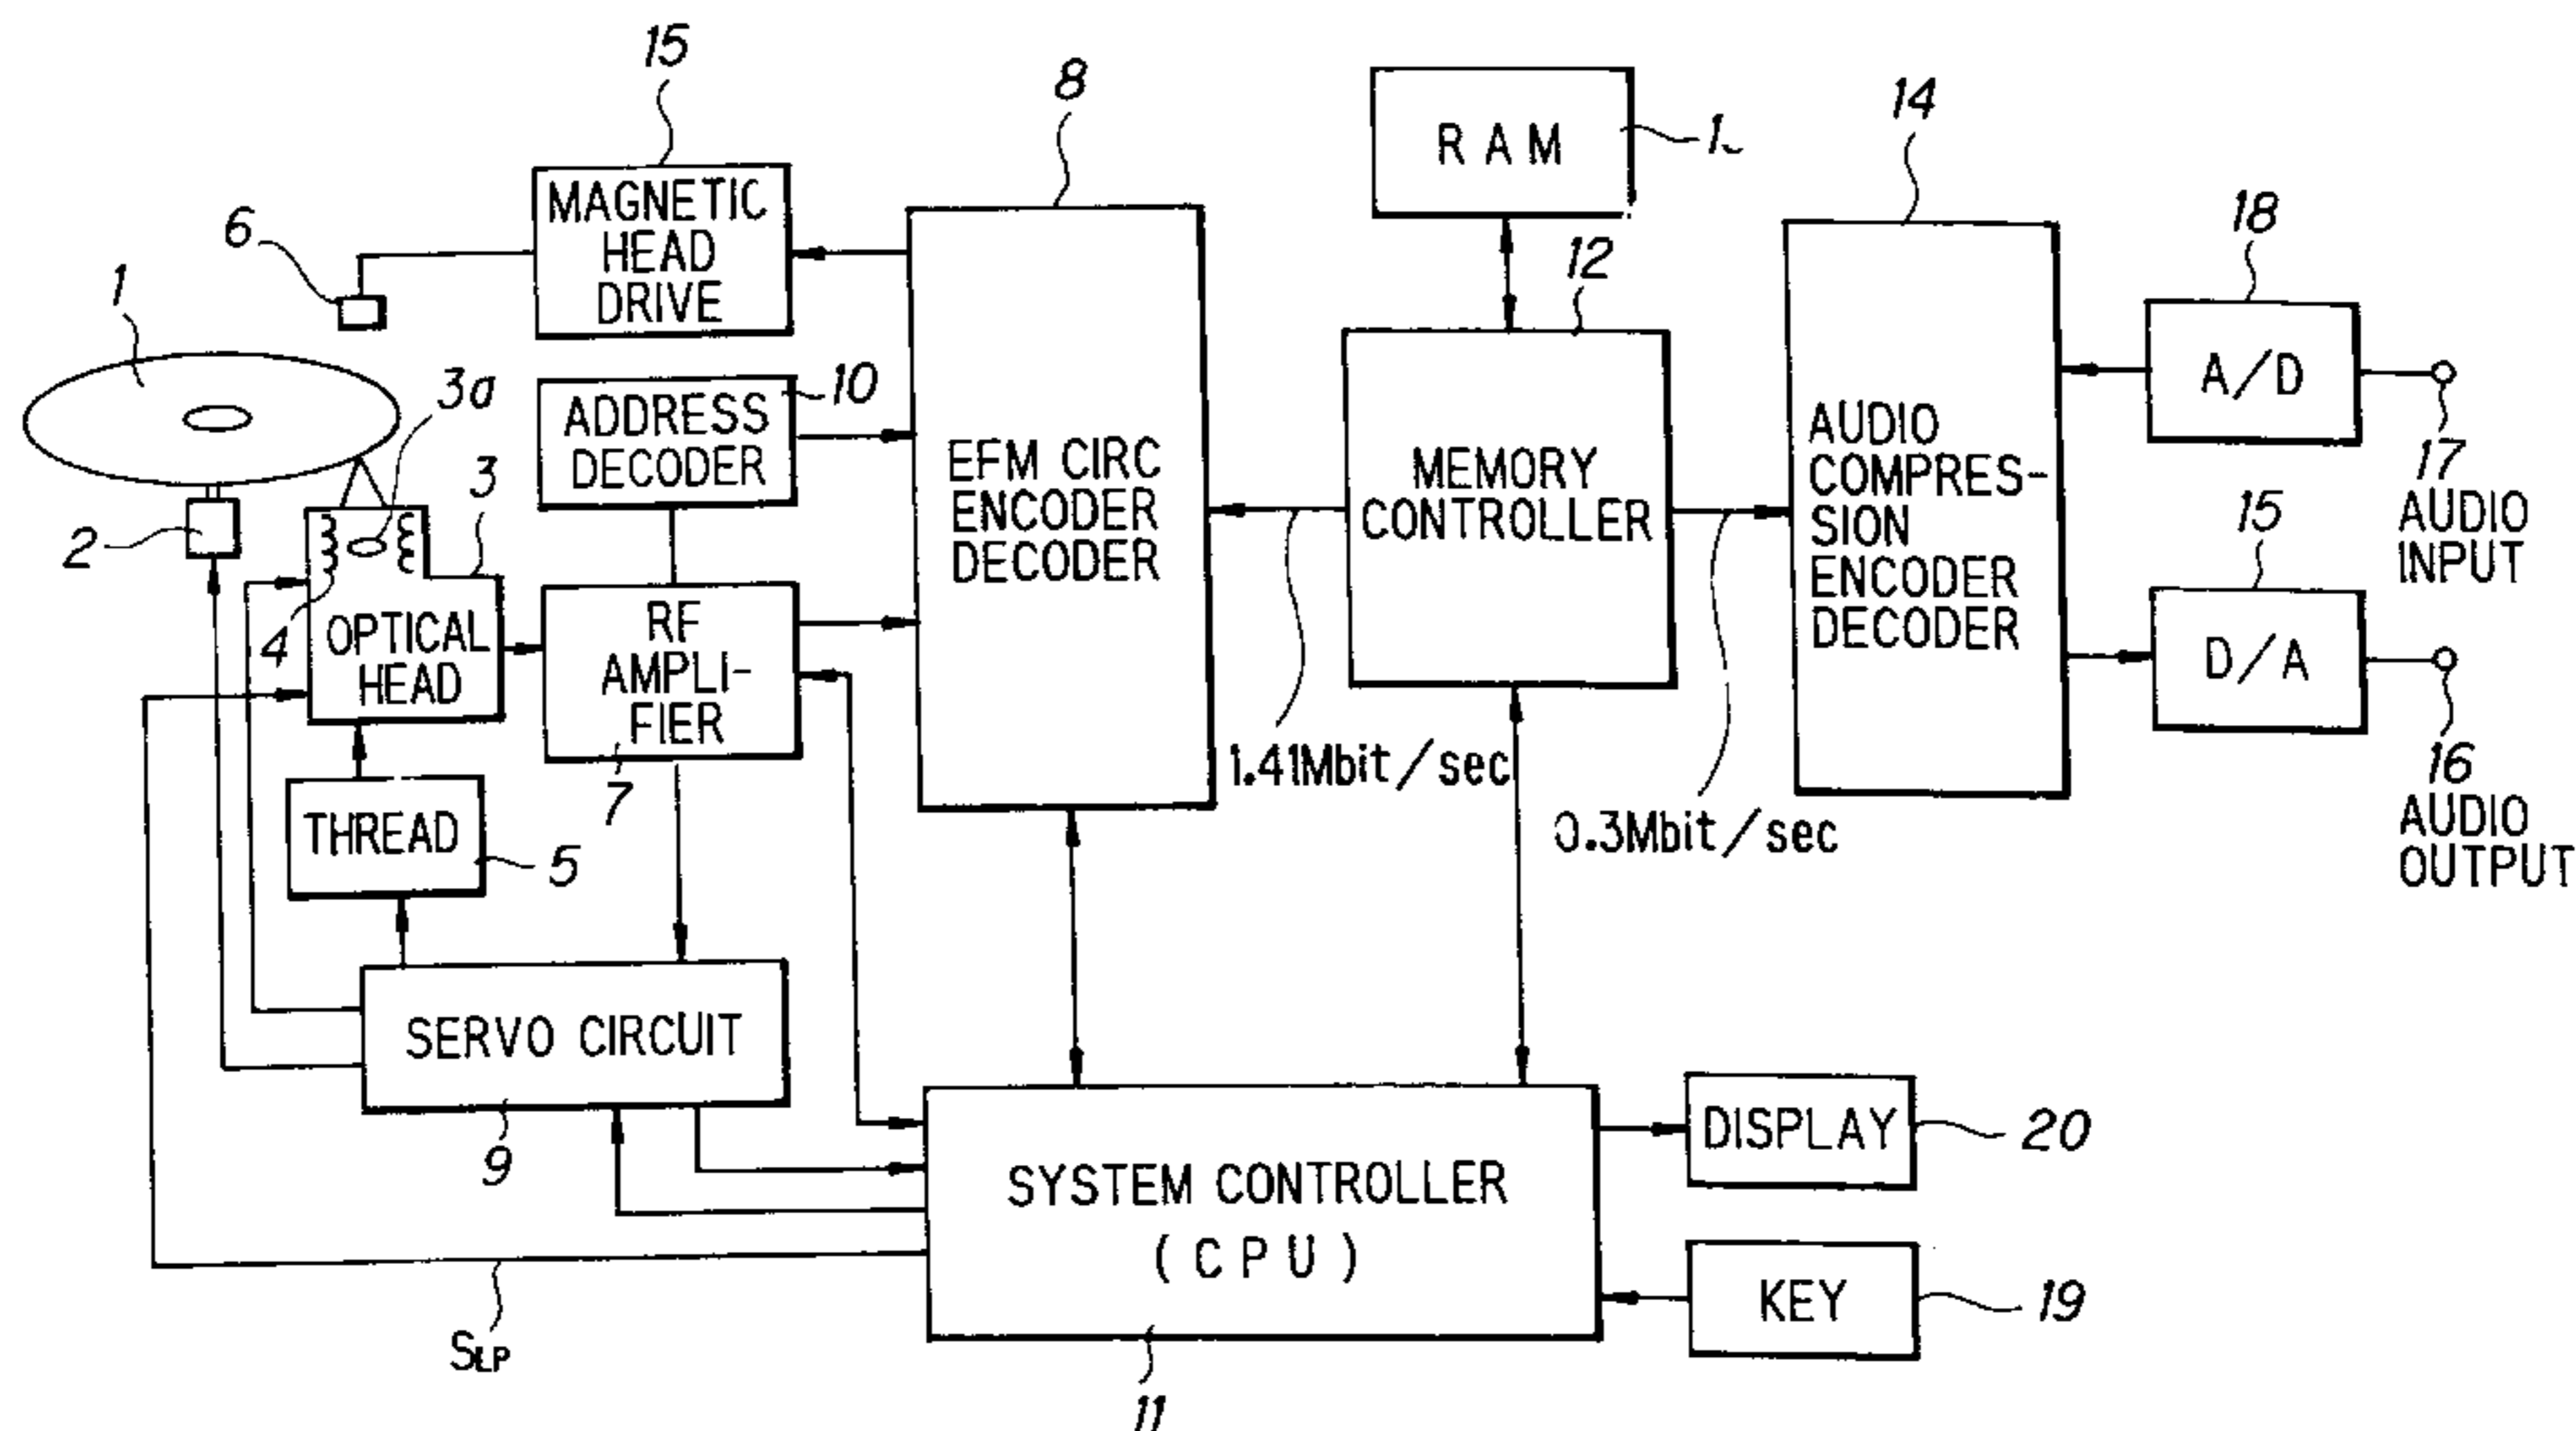 15
MAGNETIC
HEAD
DRIVE
6
1
3a
2
4
3
OPTICAL
HEAD
10
ADDRESS
DECODER
RF
AMPLI-
FIER
7
THREAD
5
SERVO CIRCUIT
9
8
EFM CIRC
ENCODER
DECODER
RAM
12
MEMORY
CONTROLLER
1.41Mbit/sec
0.3Mbit/sec
14
AUDIO
COMPRES-
SION
ENCODER
DECODER
18
A/D
17
AUDIO
INPUT
15
D/A
16
AUDIO
OUTPUT
SYSTEM CONTROLLER
(CPU)
11
DISPLAY
20
KEY
19
SLP